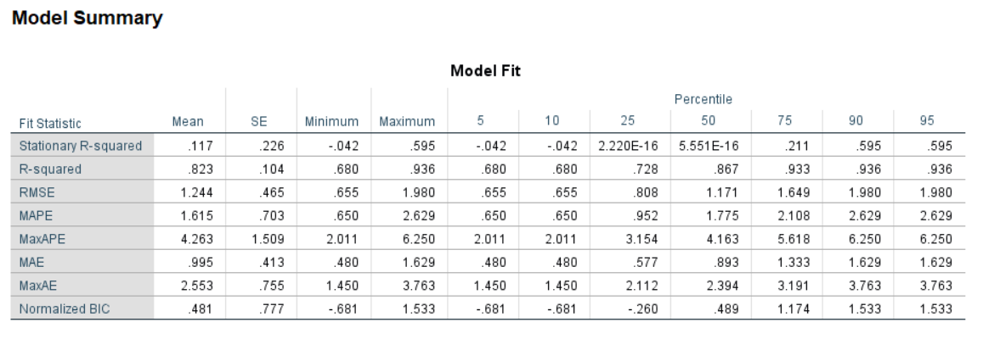 Model Summary
Model Fit
Percentile
Fit Statistic Mean SE Minimum Maximum 5 10 25 50 75 90 95
Stationary R-squared .117 .226 -.042 .595 -.042 -.042 2.220E-16 5.551E-16 .211 .595 .595
R-squared .823 .104 .680 .936 .680 .680 .728 .867 .933 .936 .936
RMSE 1.244 .465 .655 1.980 .655 .655 .808 1.171 1.649 1.980 1.980
MAPE 1.615 .703 .650 2.629 .650 .650 .952 1.775 2.108 2.629 2.629
MaxAPE 4.263 1.509 2.011 6.250 2.011 2.011 3.154 4.163 5.618 6.250 6.250
MAE .995 .413 .480 1.629 .480 .480 .577 .893 1.333 1.629 1.629
MaxAE 2.553 .755 1.450 3.763 1.450 1.450 2.112 2.394 3.191 3.763 3.763
Normalized BIC .481 .777 -.681 1.533 -.681 -.681 -.260 .489 1.174 1.533 1.533